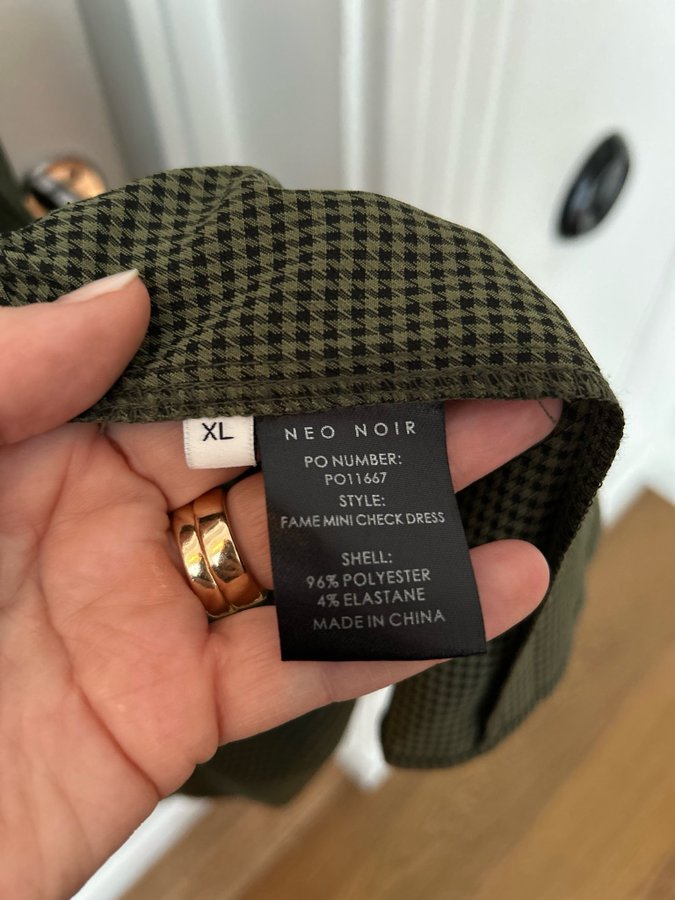 XL
NEO NOIR
PO NUMBER:
PO11667
STYLE:
FAME MINI CHECK DRESS
SHELL:
96% POLYESTER
4% ELASTANE
MADE IN CHINA